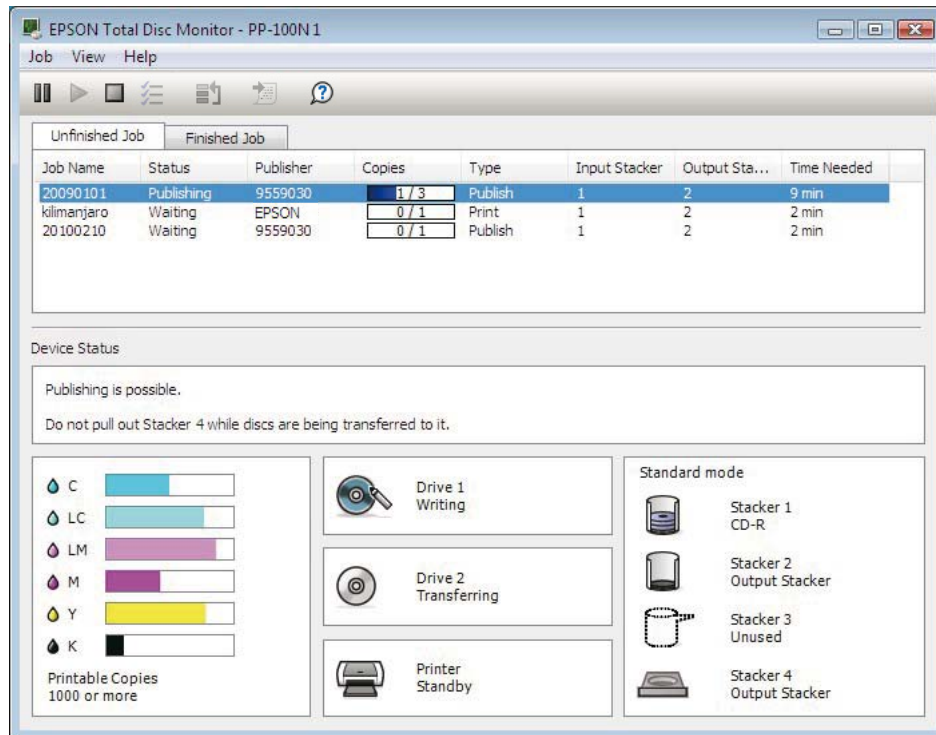 EPSON Total Disc Monitor - PP-100N 1
Job View Help
Unfinished Job Finished Job
Job Name Status Publisher Copies Type Input Stacker Output Sta... Time Needed
20090101 Publishing 9559030 1 / 3 Publish 1 2 9 min
kilimanjaro Waiting EPSON 0 / 1 Print 1 2 2 min
20100210 Waiting 9559030 0 / 1 Publish 1 2 2 min
Device Status
Publishing is possible.
Do not pull out Stacker 4 while discs are being transferred to it.
C
LC
LM
M
Y
K
Printable Copies
1000 or more
Drive 1
Writing
Drive 2
Transferring
Printer
Standby
Standard mode
Stacker 1
CD-R
Stacker 2
Output Stacker
Stacker 3
Unused
Stacker 4
Output Stacker